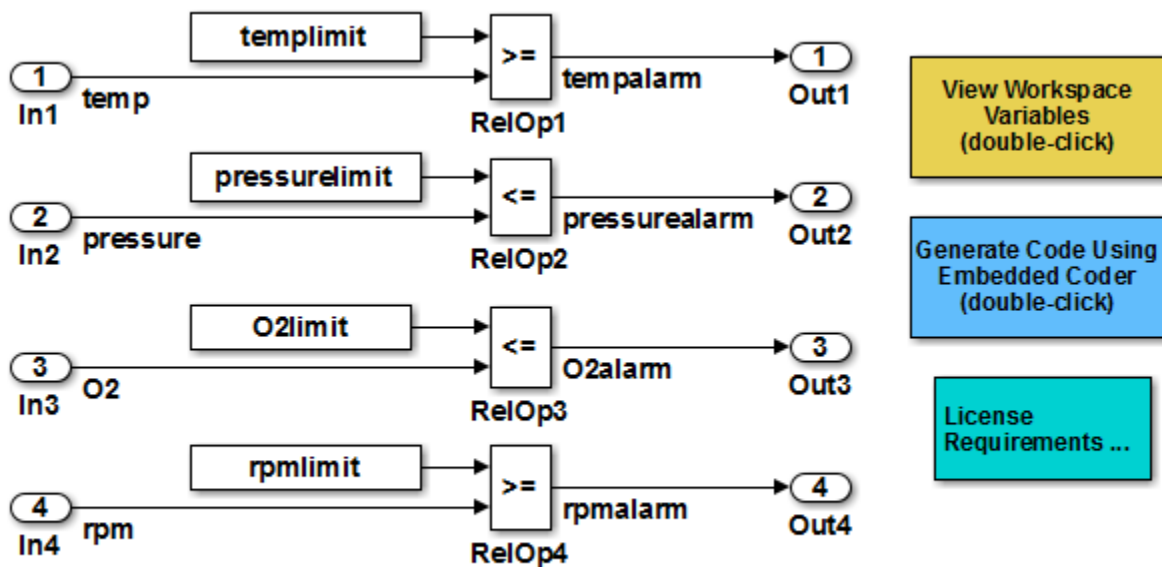 templimit
1
In1
temp
>=
RelOp1
tempalarm
1
Out1
pressurelimit
2
In2
pressure
<=
RelOp2
pressurealarm
2
Out2
O2limit
3
In3
O2
<=
RelOp3
O2alarm
3
Out3
rpmlimit
4
In4
rpm
>=
RelOp4
rpmalarm
4
Out4
View Workspace
Variables
(double-click)
Generate Code Using
Embedded Coder
(double-click)
License
Requirements ...